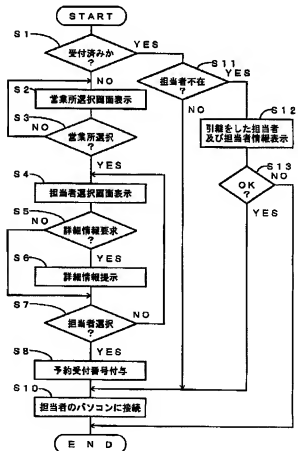 START
S1
受付済みか
?
YES
NO
S2
営業所選択画面表示
S3
NO
営業所選択
?
YES
S4
担当者選択画面表示
S5
NO
詳細情報要求
?
YES
S6
詳細情報提示
S7
担当者選択
?
NO
YES
S8
予約受付番号付与
S10
担当者のパソコンに接続
END
S11
担当者不在
?
YES
NO
S12
引継をした担当者
及び担当者情報表示
S13
OK
?
NO
YES